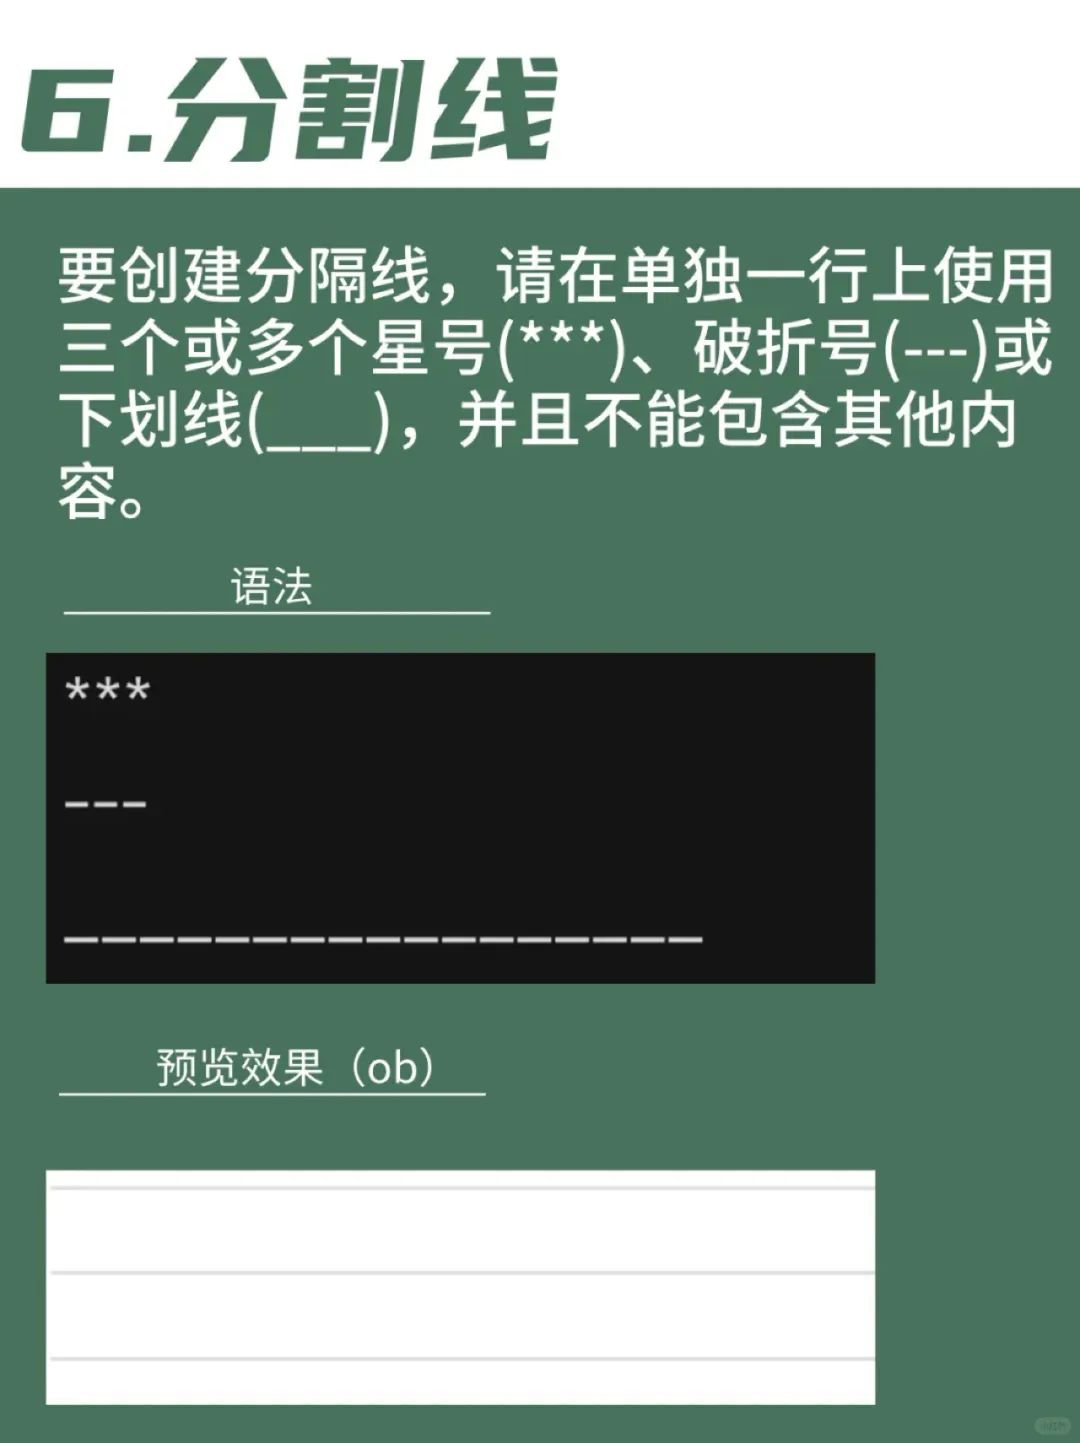 6.分割线
要创建分隔线，请在单独一行上使用
三个或多个星号(***)、破折号(---)或
下划线(___)，并且不能包含其他内
容。
语法
***
---
_________________
预览效果（ob）